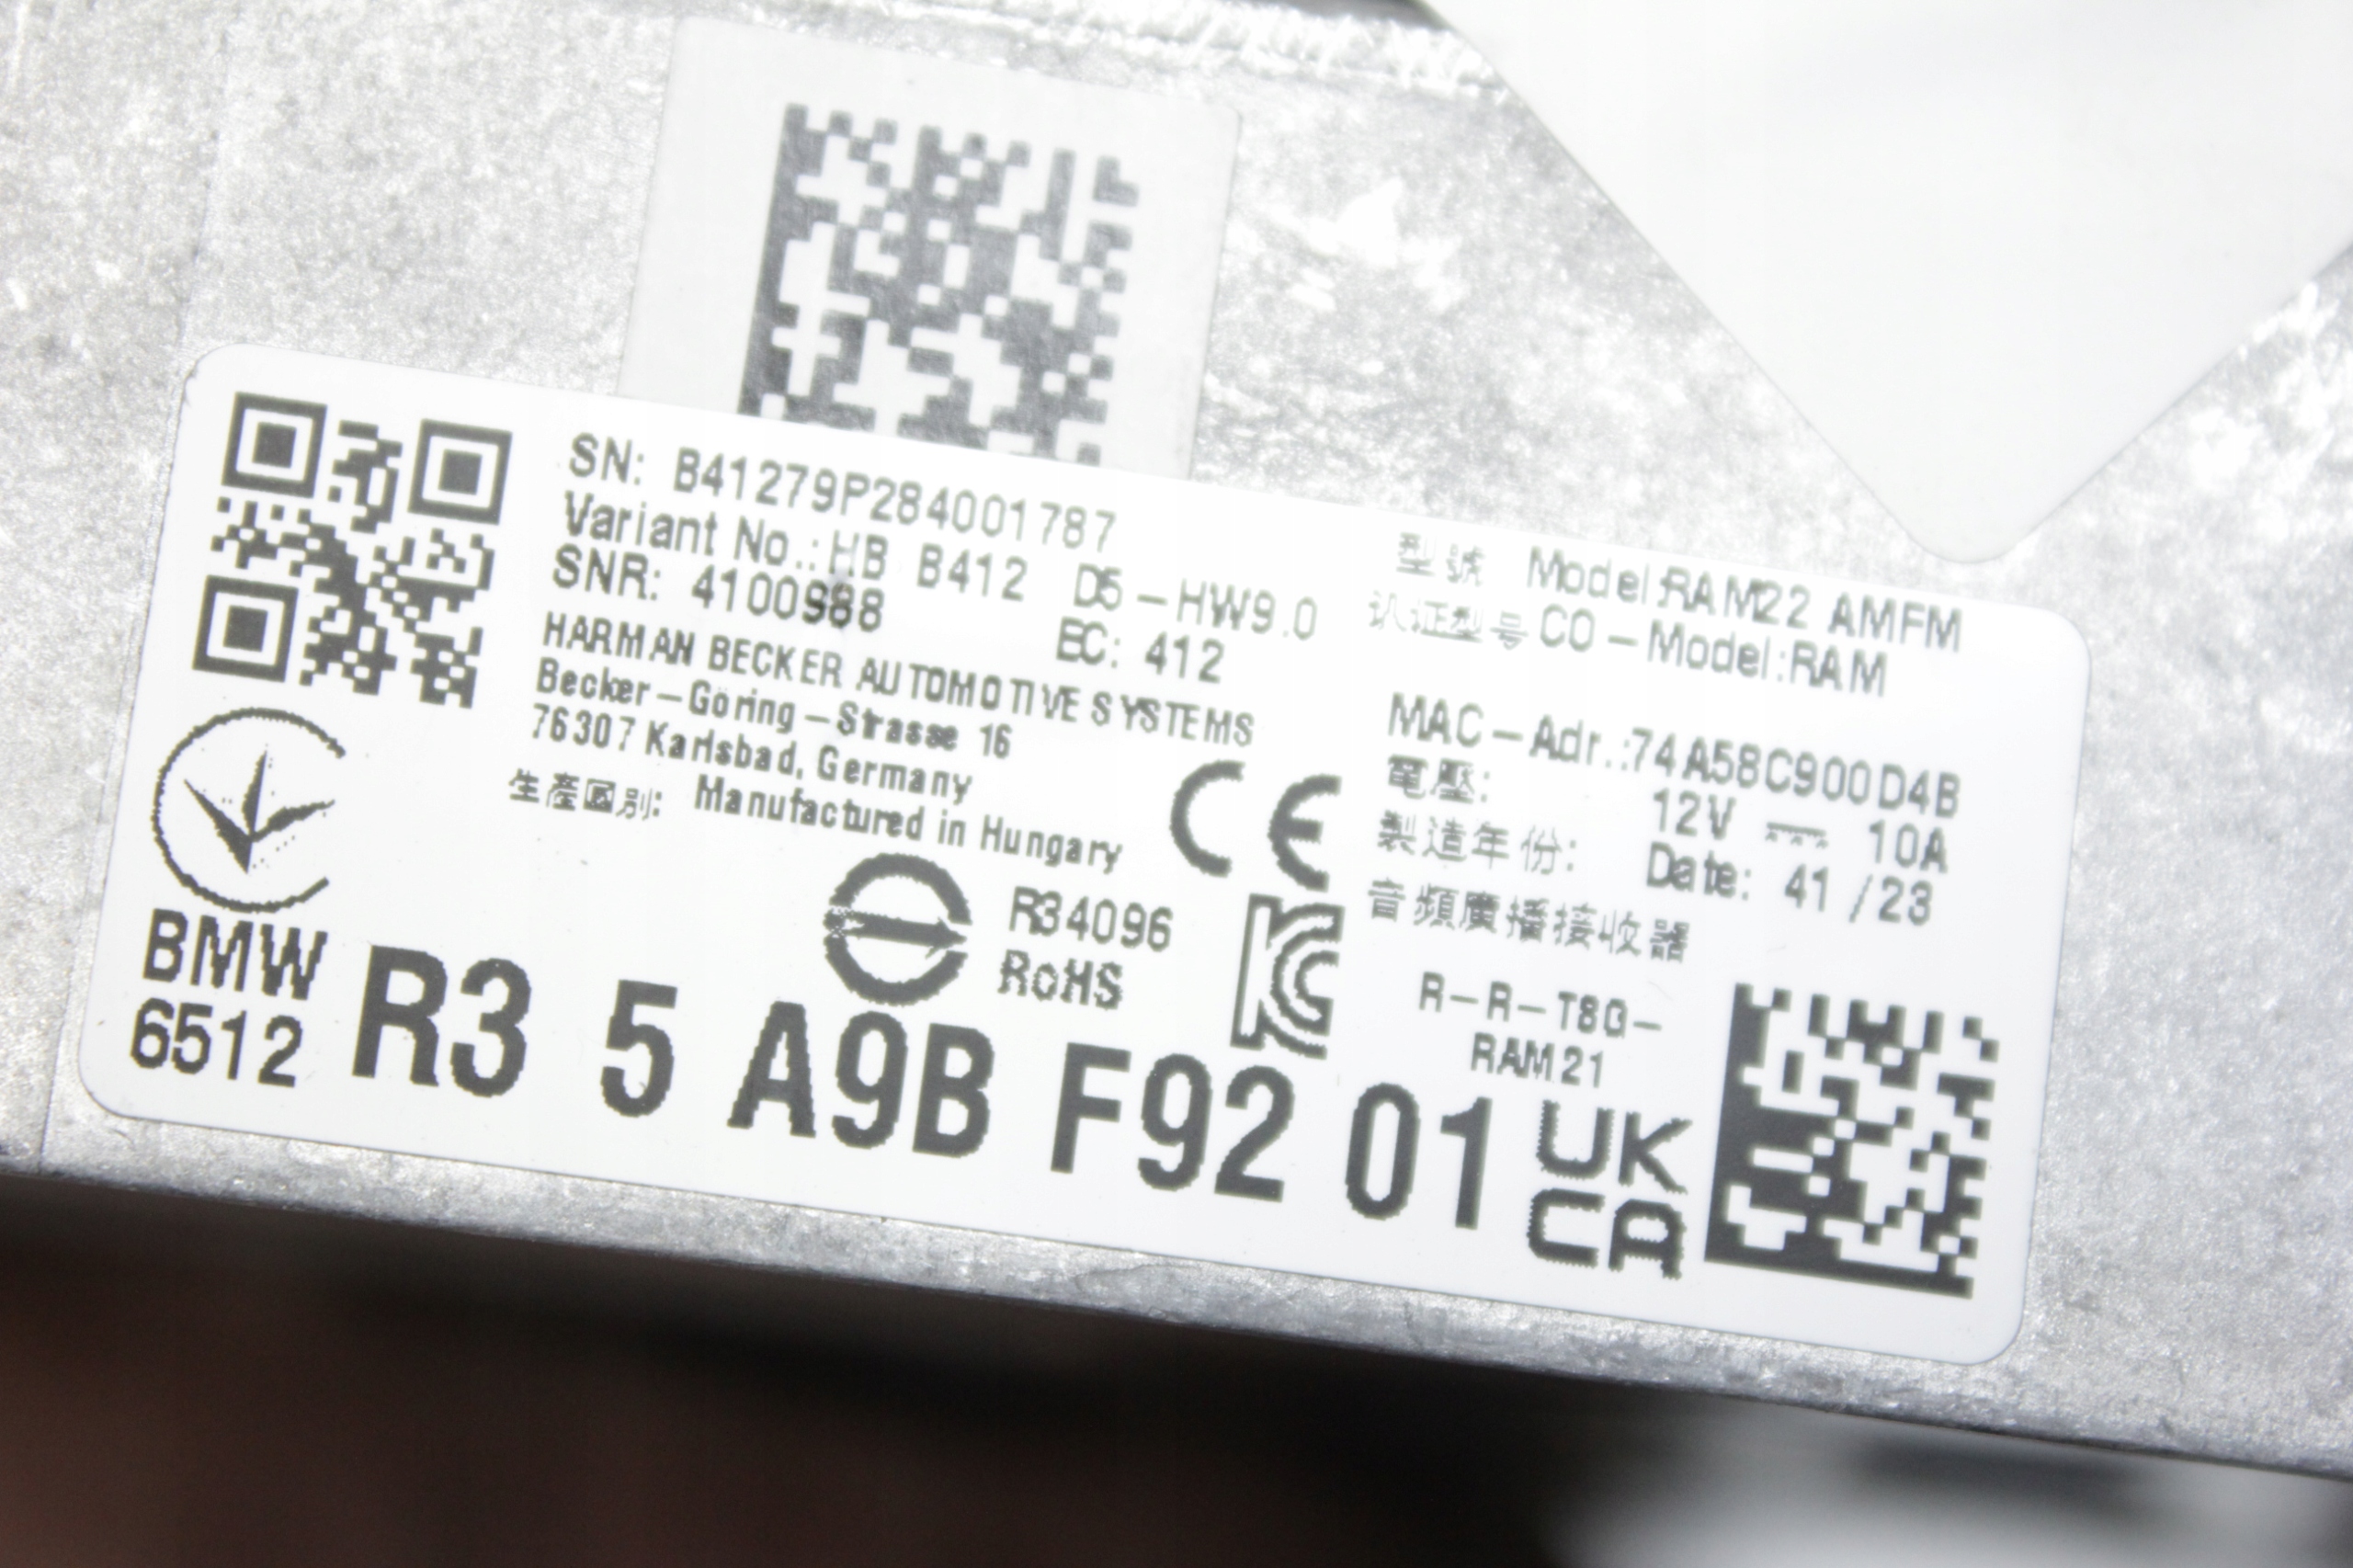 SN: B41279P284001787
Variant No.: HB B412 D5-HW9.0
SNR: 4100988 EC: 412
HARMAN BECKER AUTOMOTIVE SYSTEMS
Becker-Göring-Strasse 16
76307 Karlsbad, Germany
生產國別: Manufactured in Hungary
型號 Model:RAM22 AMFM
认证型号 CO-Model:RAM
MAC-Adr.:74A58C900D4B
電壓: 12V 10A
製造年份: Date: 41/23
音頻廣播接收器
CE
R34096
RoHS
KC
R-R-T8G-
RAM21
BMW
6512
R3 5 A9B F92 01
UK
CA